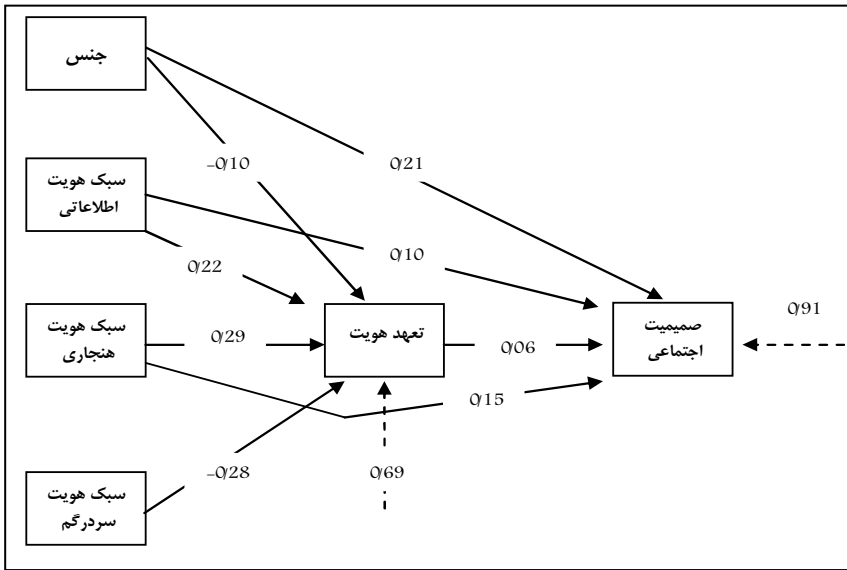 جنس
-0/10
0/21
سبک هویت
اطلاعاتی
0/22
0/10
سبک هویت
هنجاری
0/29
تعهد هویت
0/06
صمیمیت
اجتماعی
0/91
0/15
سبک هویت
سردرگم
-0/28
0/69